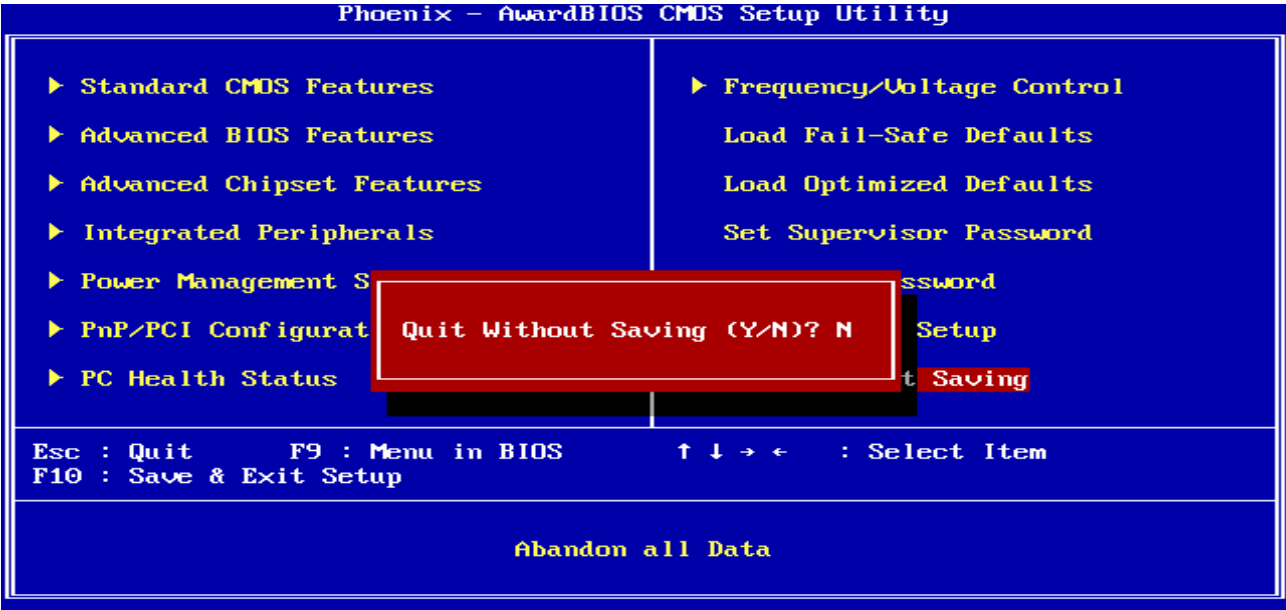 Phoenix - AwardBIOS CMOS Setup Utility
Standard CMOS Features
Advanced BIOS Features
Advanced Chipset Features
Integrated Peripherals
Power Management S
PnP/PCI Configurat
PC Health Status
Frequency/Voltage Control
Load Fail-Safe Defaults
Load Optimized Defaults
Set Supervisor Password
ssword
Setup
t Saving
Quit Without Saving (Y/N)? N
Esc : Quit F9 : Menu in BIOS ↑ ↓ → ← : Select Item
F10 : Save & Exit Setup
Abandon all Data